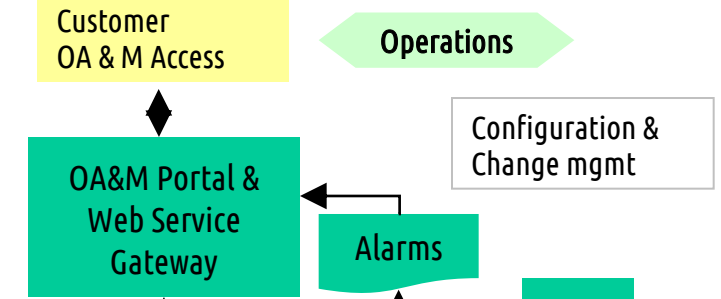 Customer
OA & M Access
Operations
Configuration &
Change mgmt
OA&M Portal &
Web Service
Gateway
Alarms